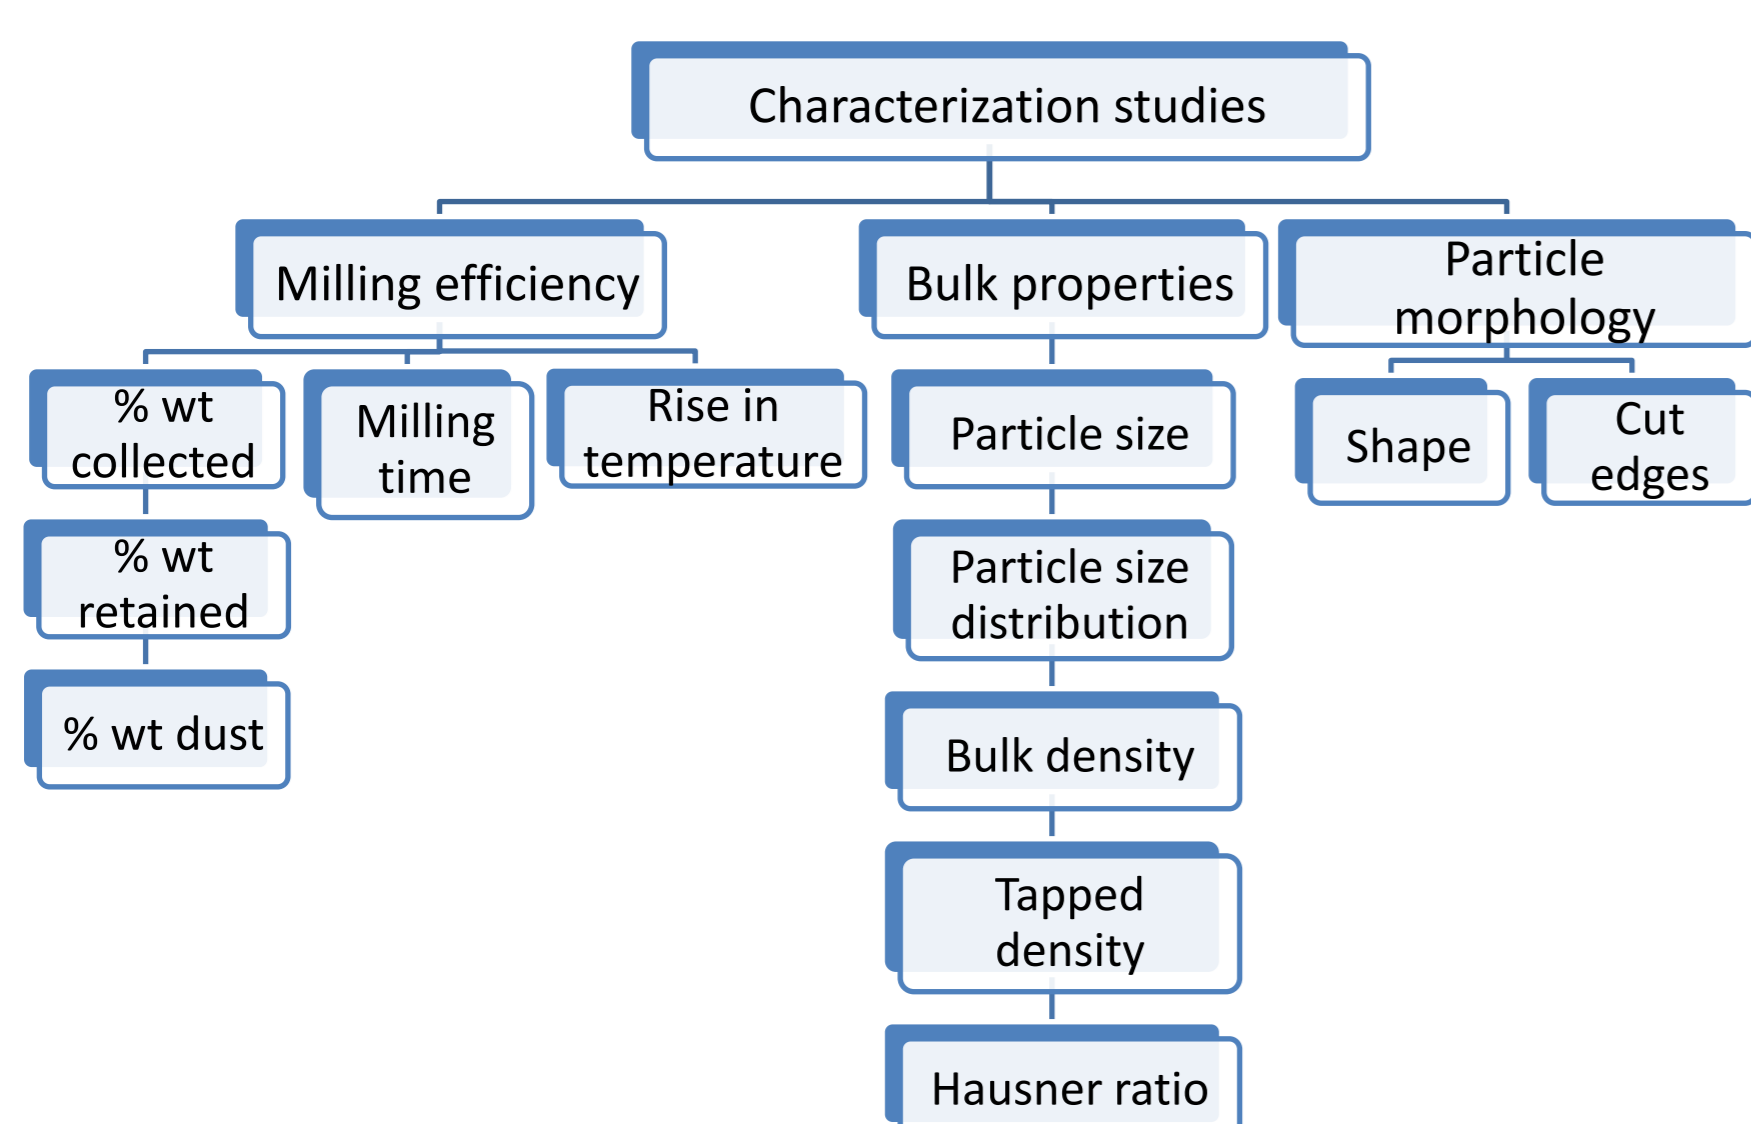 Characterization studies
Milling efficiency
Bulk properties
Particle
morphology
% wt
collected
Milling
time
Rise in
temperature
Particle size
Shape
Cut
edges
% wt
retained
Particle size
distribution
% wt dust
Bulk density
Tapped
density
Hausner ratio